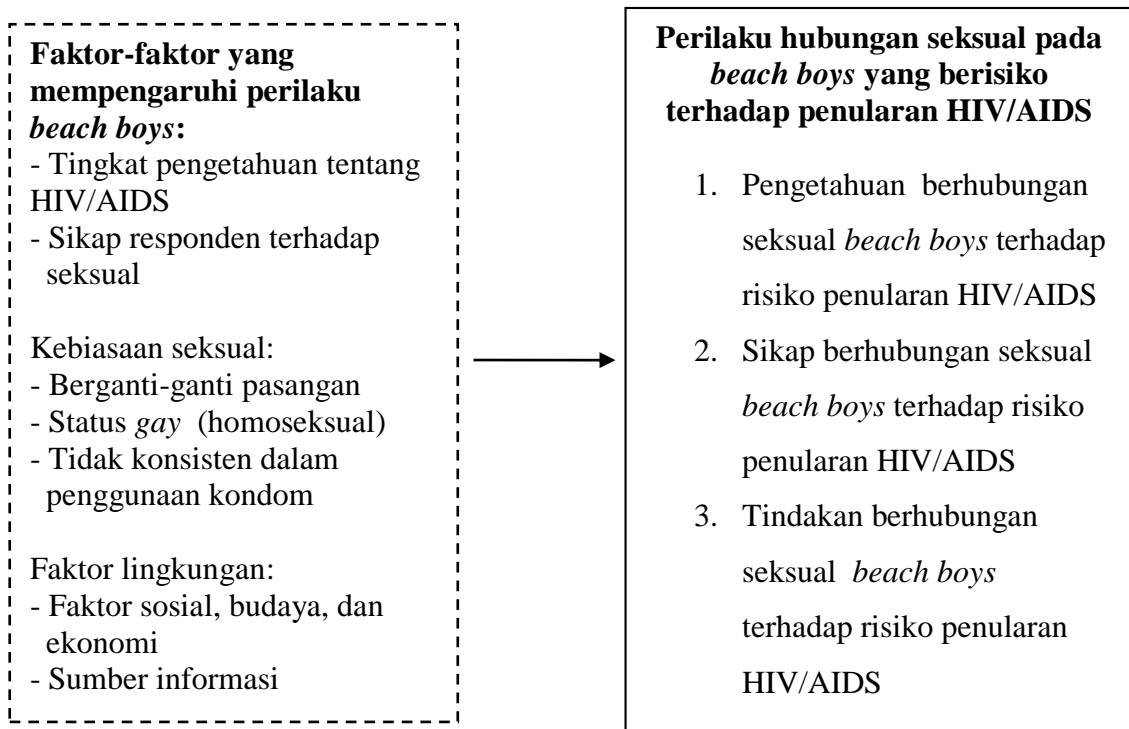 Faktor-faktor yang
mempengaruhi perilaku
beach boys:
- Tingkat pengetahuan tentang
HIV/AIDS
- Sikap responden terhadap
seksual
Kebiasaan seksual:
- Berganti-ganti pasangan
- Status gay (homoseksual)
- Tidak konsisten dalam
penggunaan kondom
Faktor lingkungan:
- Faktor sosial, budaya, dan
ekonomi
- Sumber informasi
Perilaku hubungan seksual pada
beach boys yang berisiko
terhadap penularan HIV/AIDS
1. Pengetahuan berhubungan
seksual beach boys terhadap
risiko penularan HIV/AIDS
2. Sikap berhubungan seksual
beach boys terhadap risiko
penularan HIV/AIDS
3. Tindakan berhubungan
seksual beach boys
terhadap risiko penularan
HIV/AIDS